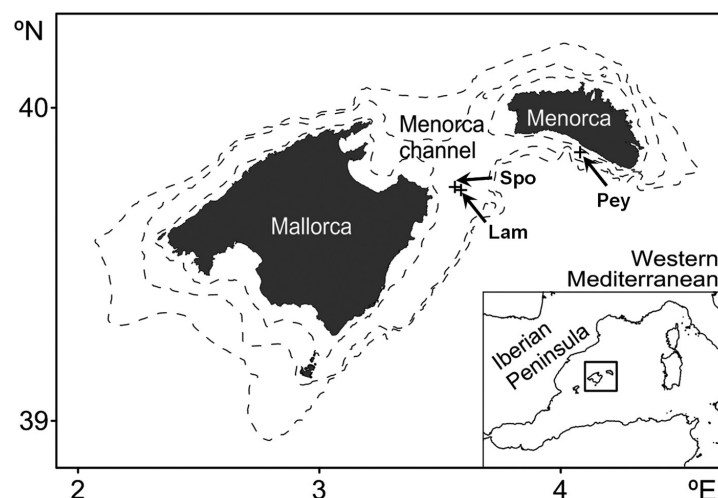 ºN
40
Menorca
Menorca
channel
Spo
Pey
Lam
Mallorca
Western
Mediterranean
Iberian
Peninsula
39
2
3
4
ºE